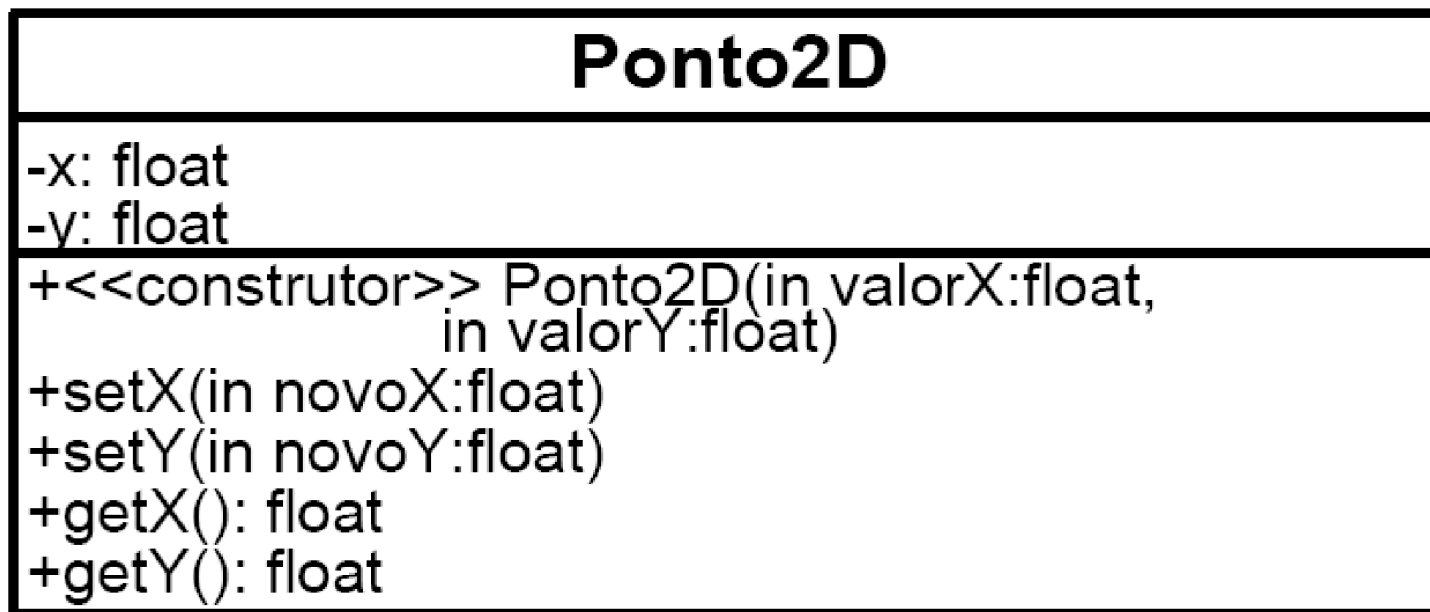 Ponto2D
-x: float
-y: float
+<<construtor>> Ponto2D(in valorX:float,
in valorY:float)
+setX(in novoX:float)
+setY(in novoY:float)
+getX(): float
+getY(): float